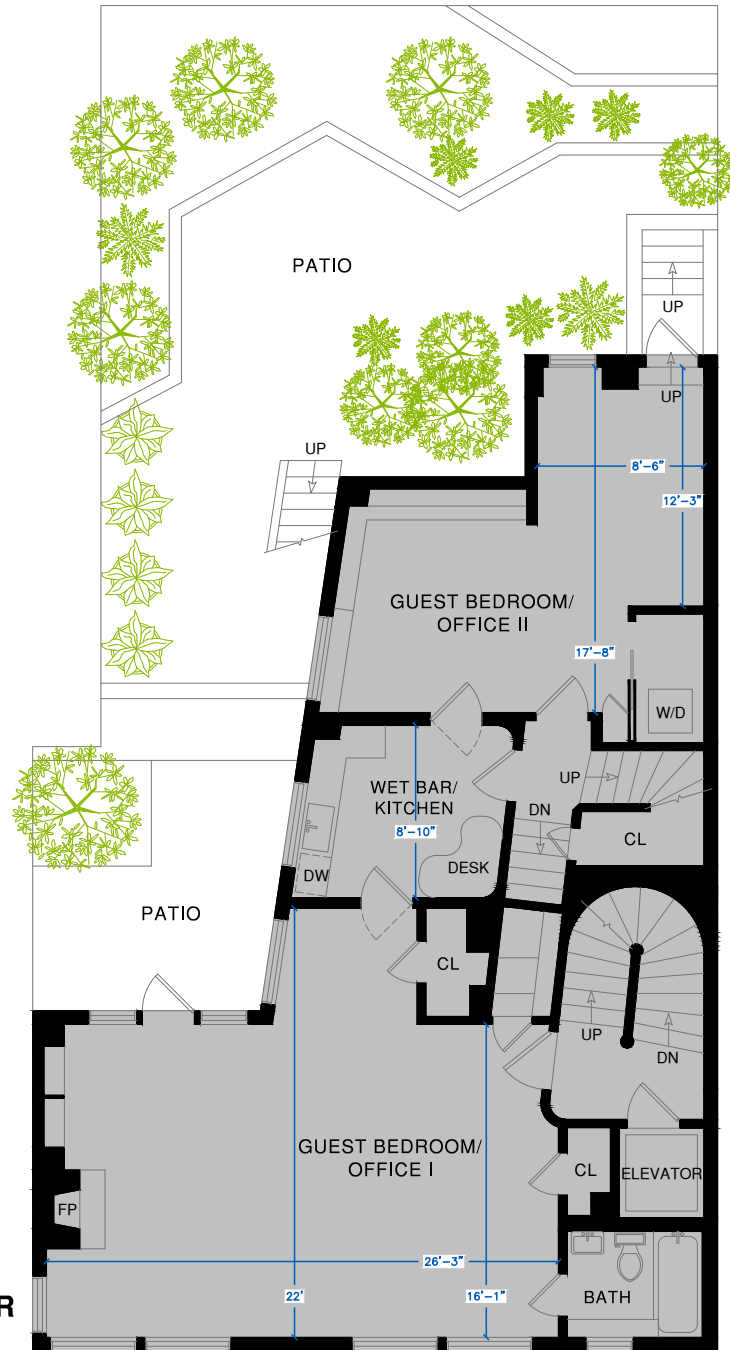 PATIO
UP
UP
UP
8'-6"
12'-3"
GUEST BEDROOM/
OFFICE II
17'-8"
W/D
WET BAR/
KITCHEN
UP
8'-10"
DN
CL
DESK
DW
PATIO
CL
UP
DN
GUEST BEDROOM/
OFFICE I
CL
ELEVATOR
FP
26'-3"
22'
16'-1"
BATH
R